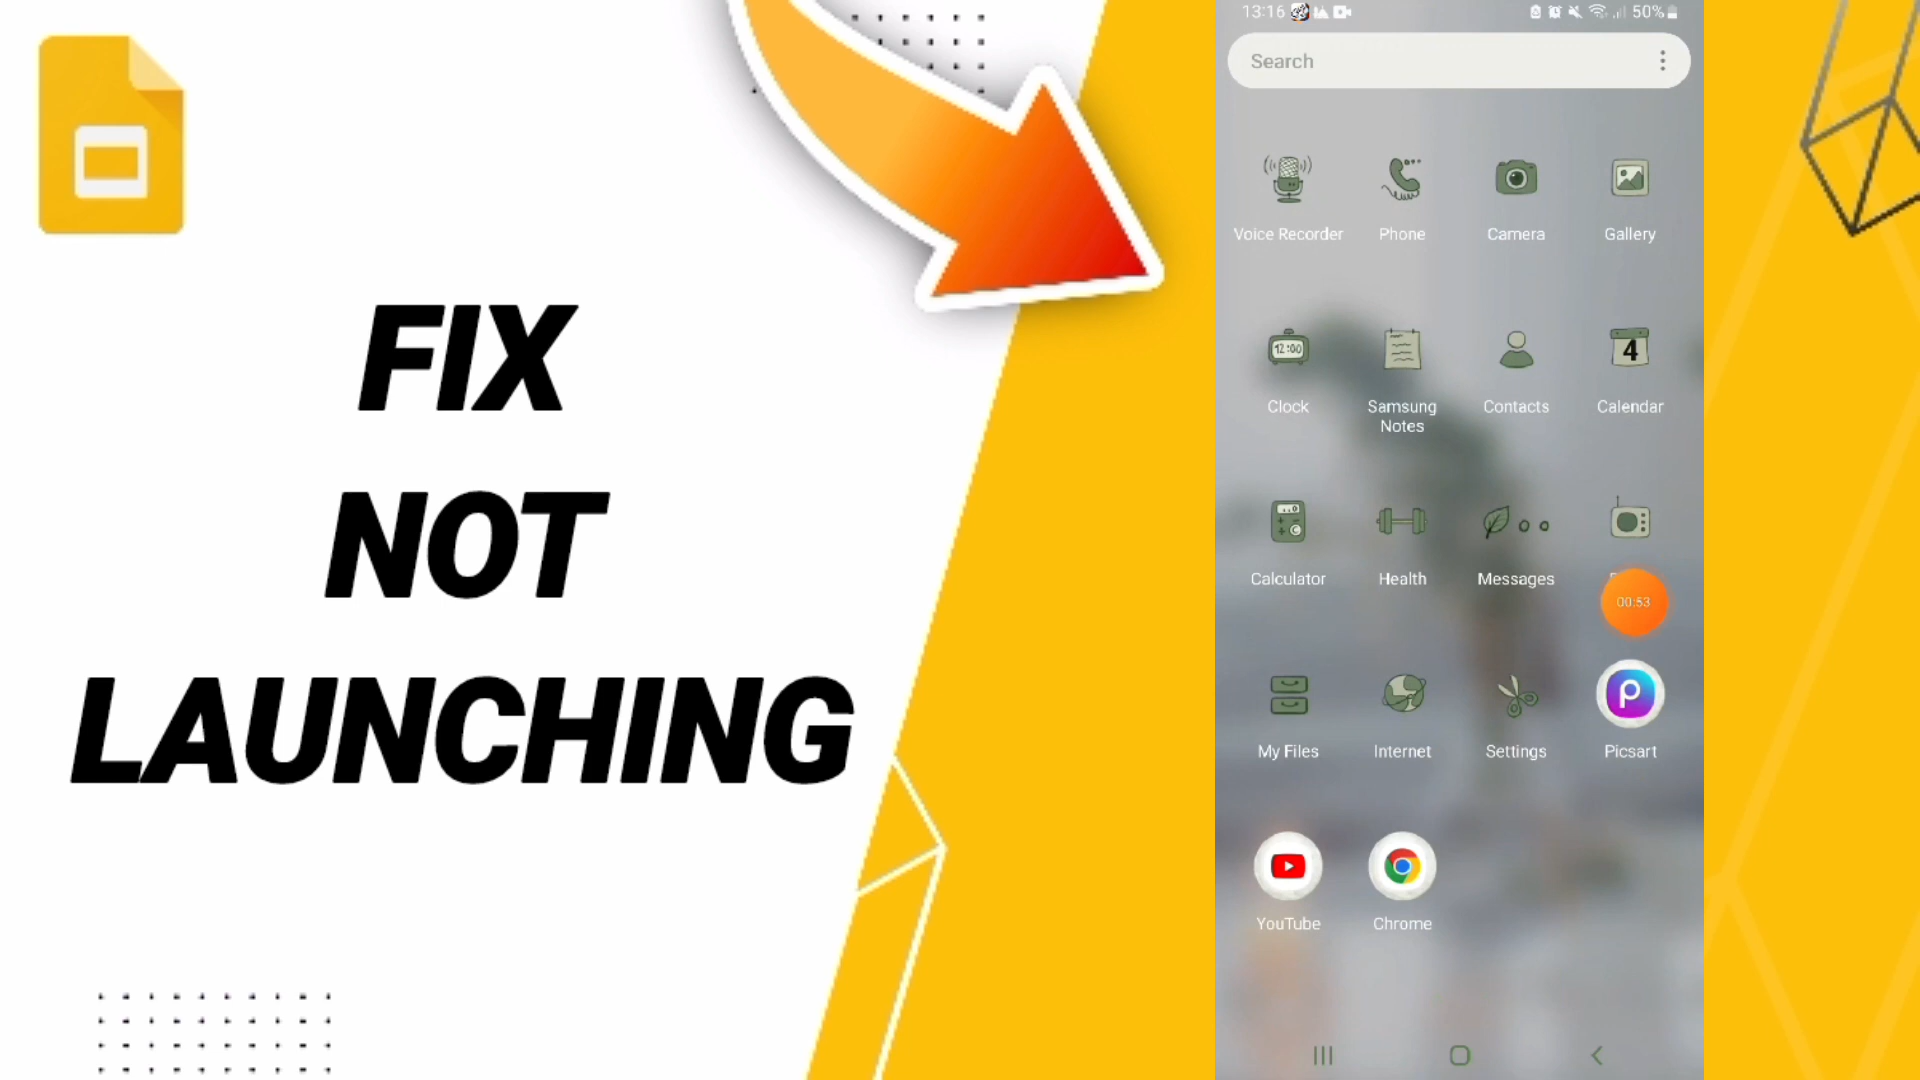 FIX
NOT
LAUNCHING
13:16
50%
Search
Voice Recorder
Phone
Camera
Gallery
12:00
4
Clock
Samsung
Notes
Contacts
Calendar
Calculator
Health
Messages
00:53
My Files
Internet
Settings
Picsart
YouTube
Chrome